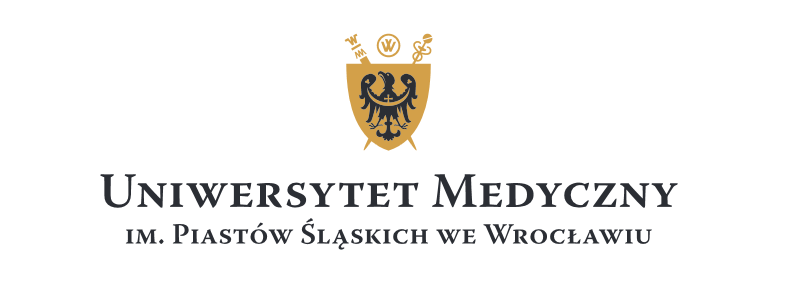 W
UNIWERSYTET MEDYCZNY
IM. PIASTÓW ŚLĄSKICH WE WROCŁAWIU